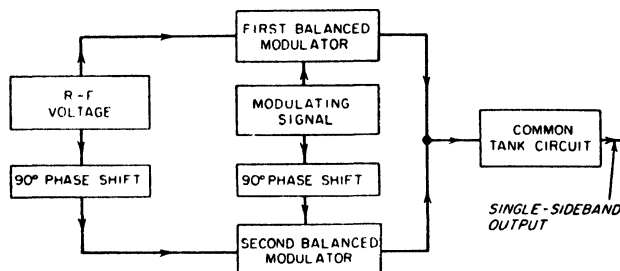 FIRST BALANCED
MODULATOR
R-F
VOLTAGE
MODULATING
SIGNAL
COMMON
TANK CIRCUIT
90° PHASE SHIFT
90° PHASE SHIFT
SINGLE-SIDEBAND
OUTPUT
SECOND BALANCED
MODULATOR